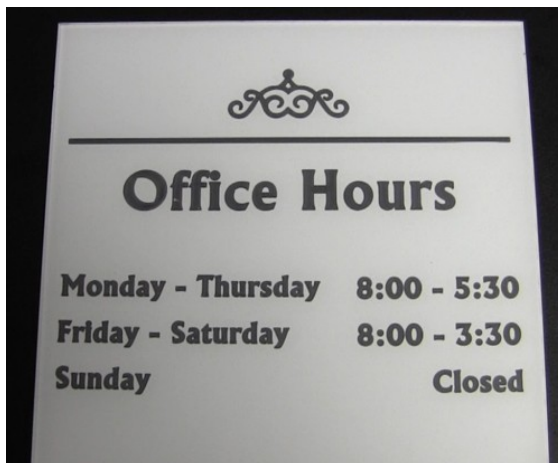 Office Hours
Monday - Thursday 8:00 - 5:30
Friday - Saturday 8:00 - 3:30
Sunday Closed